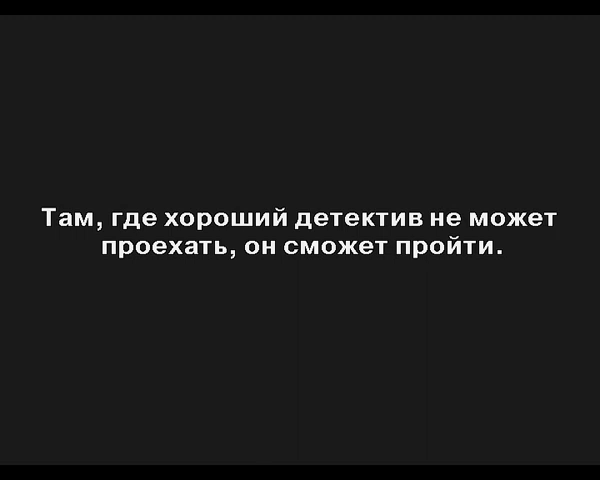 Там, где хороший детектив не может
проехать, он сможет пройти.